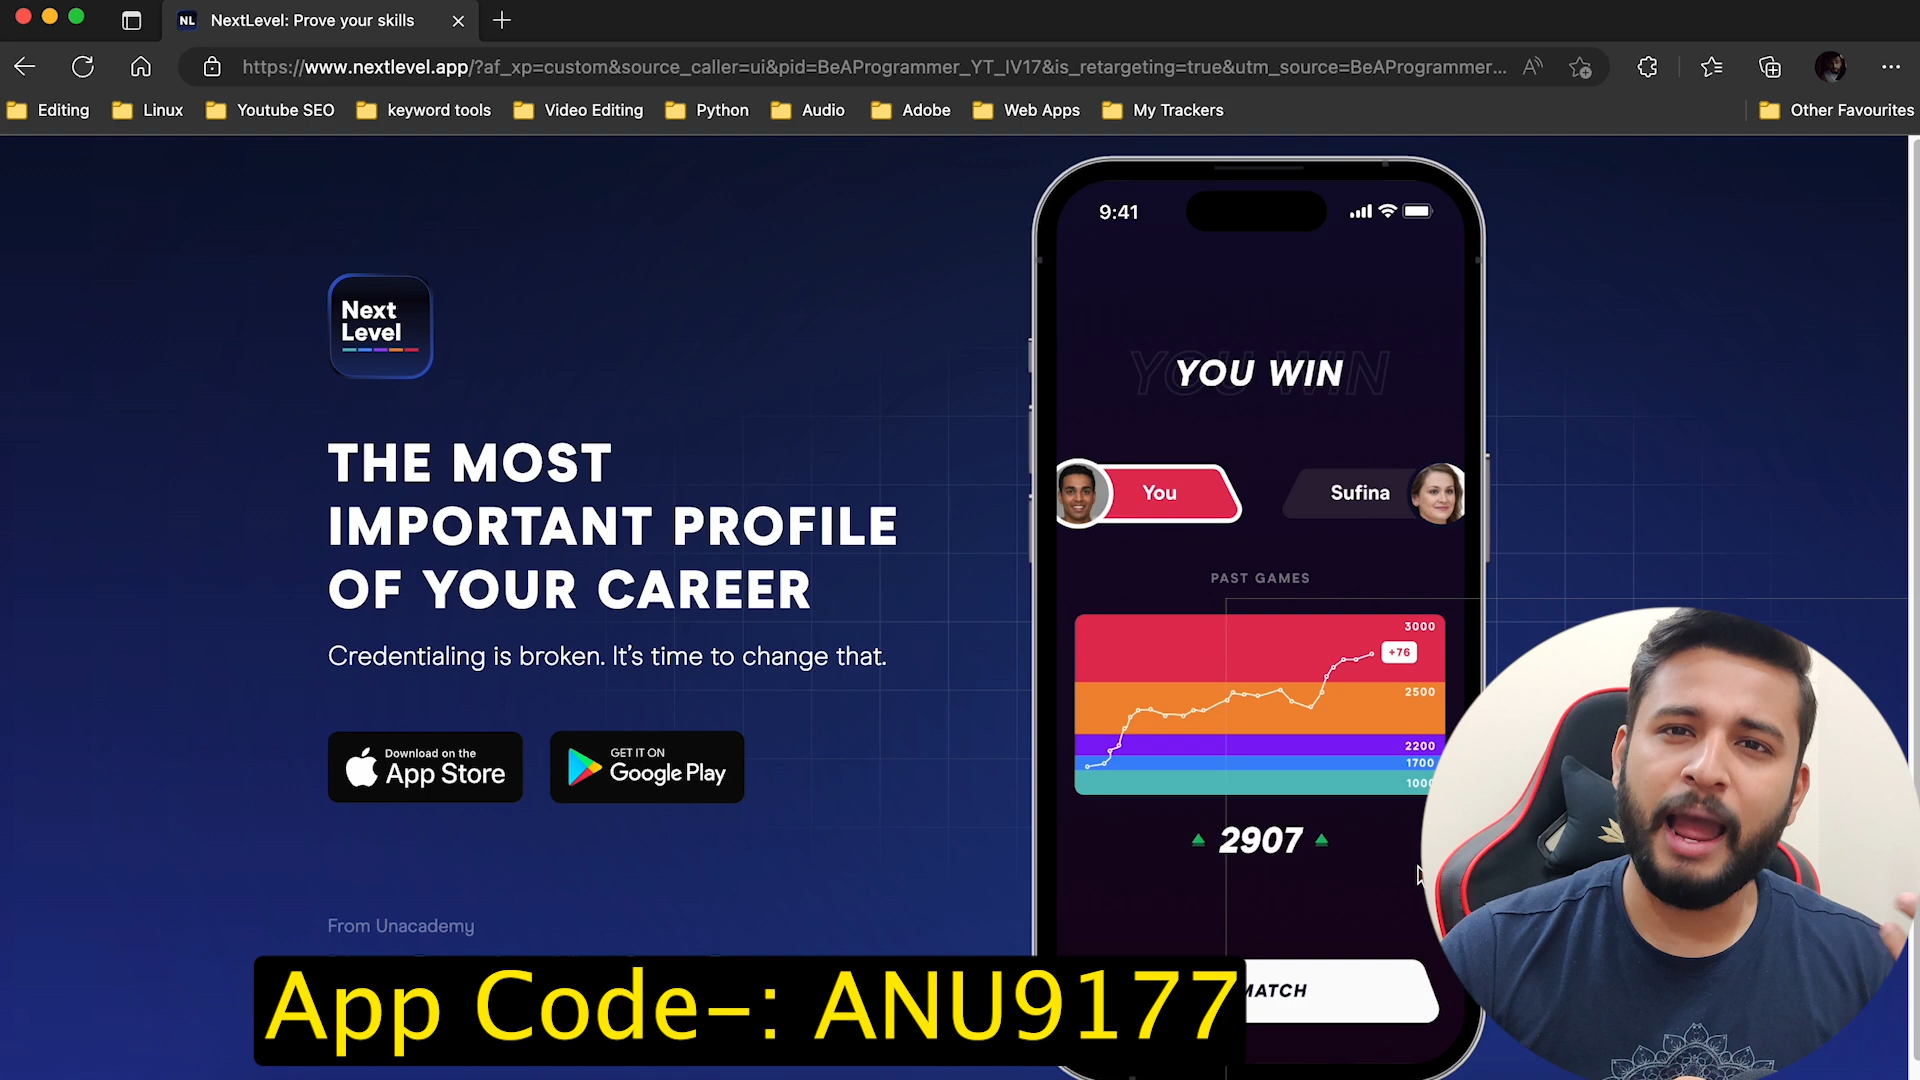 NL NextLevel: Prove your skills
https://www.nextlevel.app/?af_xp=custom&source_caller=ui&pid=BeAProgrammer_YT_IV17&is_retargeting=true&utm_source=BeAProgrammer...
Editing Linux Youtube SEO keyword tools Video Editing Python Audio Adobe Web Apps My Trackers Other Favourites
9:41
Next
Level
YOU WIN
THE MOST
IMPORTANT PROFILE
OF YOUR CAREER
Credentialing is broken. It's time to change that.
You Sufina
PAST GAMES
3000
+76
2500
2200
1700
1000
Download on the
App Store
GET IT ON
Google Play
2907
From Unacademy
MATCH
App Code-: ANU9177